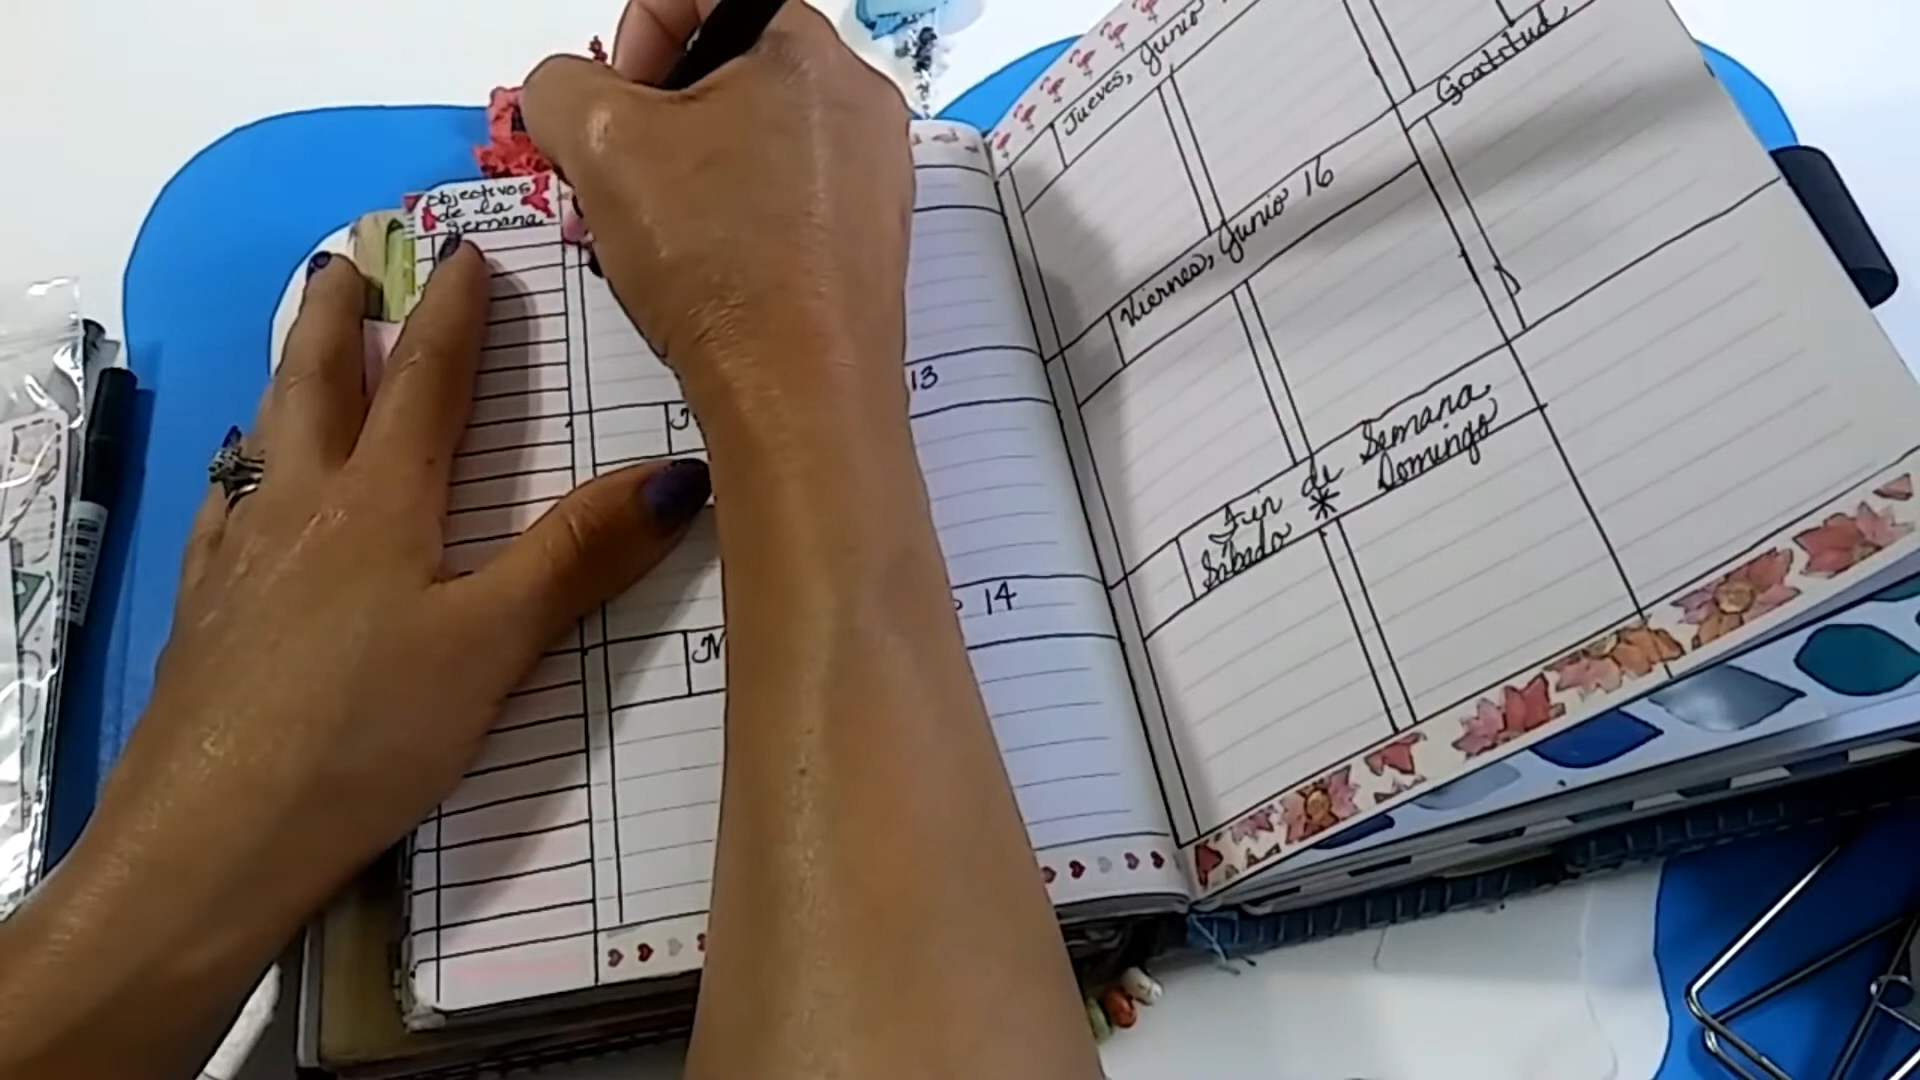 Objectivos
de la
Semana
13
14
Jueves, Junio
Viernes, Junio 16
Gratitud
Fin de Semana
Sábado * Domingo